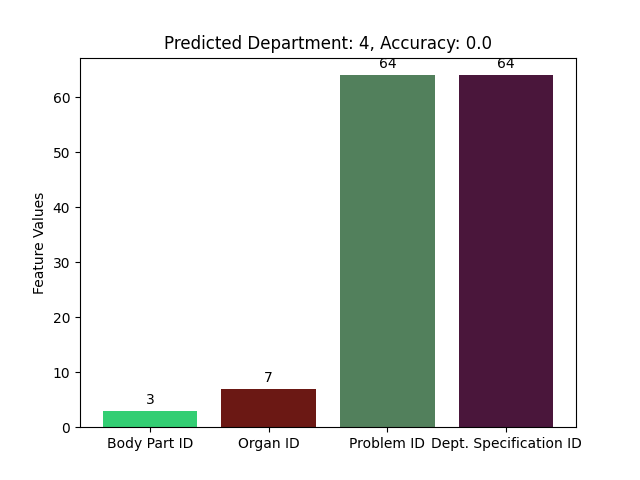 Predicted Department: 4, Accuracy: 0.0
Feature Values
60
50
40
30
20
10
0
3
7
64
64
Body Part ID
Organ ID
Problem ID
Dept. Specification ID